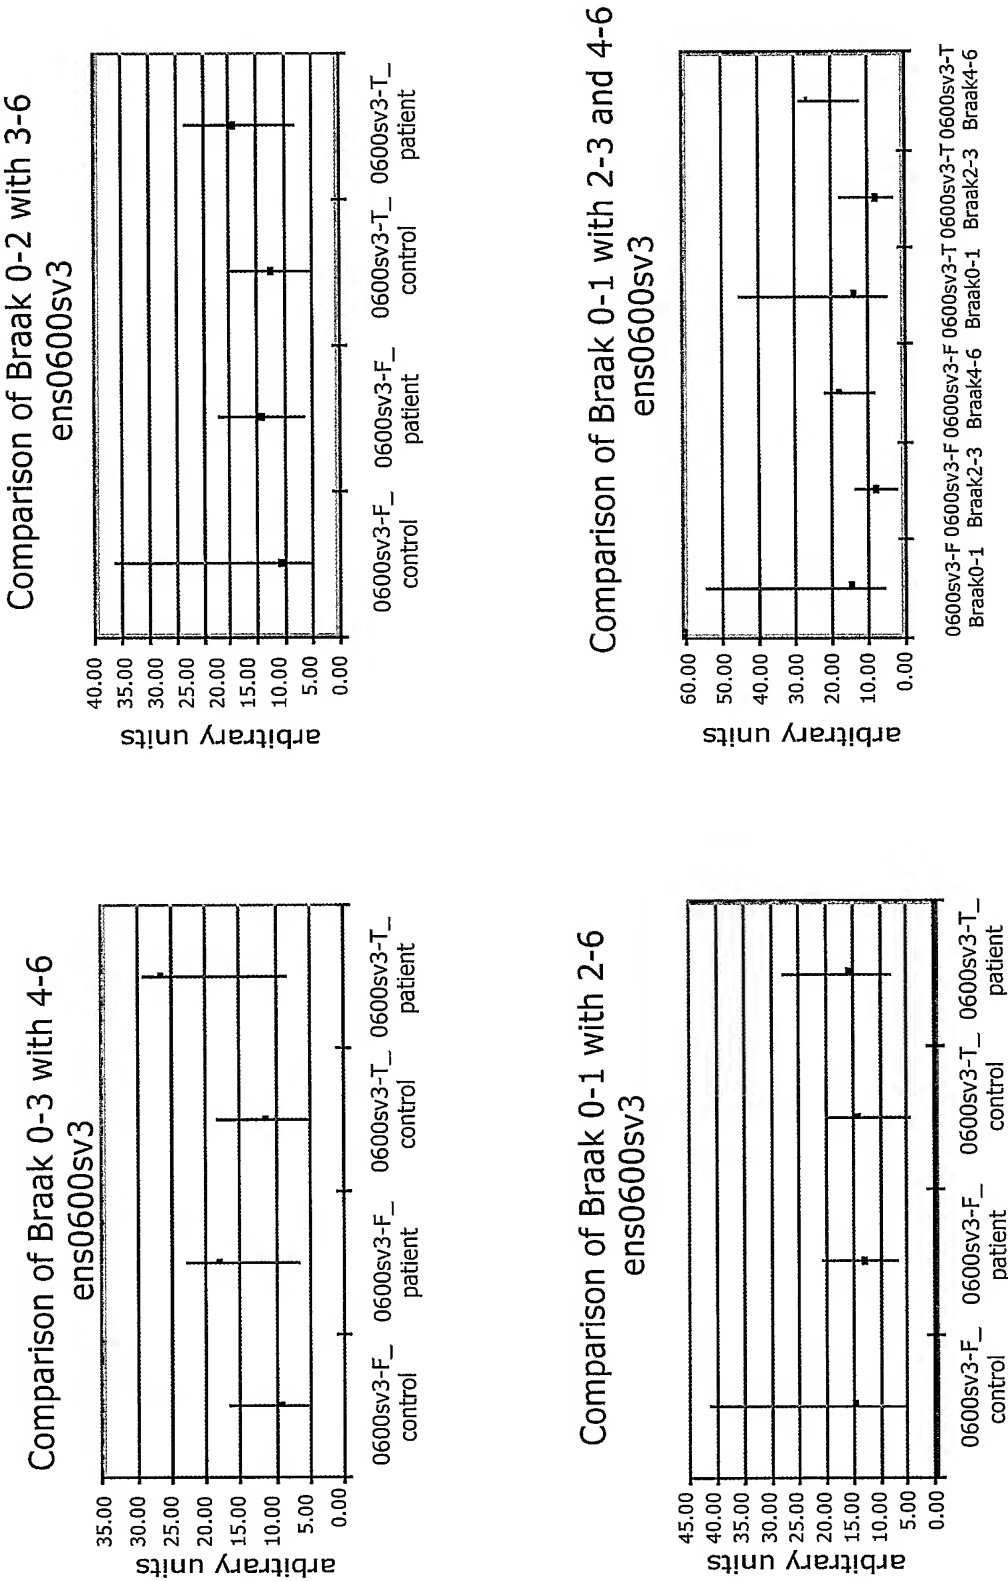 Comparison of Braak 0-2 with 3-6
ens0600sv3
arbitrary units
40.00
35.00
30.00
25.00
20.00
15.00
10.00
5.00
0.00
0600sv3-F_ 0600sv3-F_ 0600sv3-T_ 0600sv3-T_
control patient control patient
Comparison of Braak 0-1 with 2-3 and 4-6
ens0600sv3
arbitrary units
60.00
50.00
40.00
30.00
20.00
10.00
0.00
0600sv3-F 0600sv3-F 0600sv3-F 0600sv3-T 0600sv3-T 0600sv3-T
Braak0-1 Braak2-3 Braak4-6 Braak0-1 Braak2-3 Braak4-6
Comparison of Braak 0-3 with 4-6
ens0600sv3
arbitrary units
35.00
30.00
25.00
20.00
15.00
10.00
5.00
0.00
0600sv3-F_ 0600sv3-F_ 0600sv3-T_ 0600sv3-T_
control patient control patient
Comparison of Braak 0-1 with 2-6
ens0600sv3
arbitrary units
45.00
40.00
35.00
30.00
25.00
20.00
15.00
10.00
5.00
0.00
0600sv3-F_ 0600sv3-F_ 0600sv3-T_ 0600sv3-T_
control patient control patient